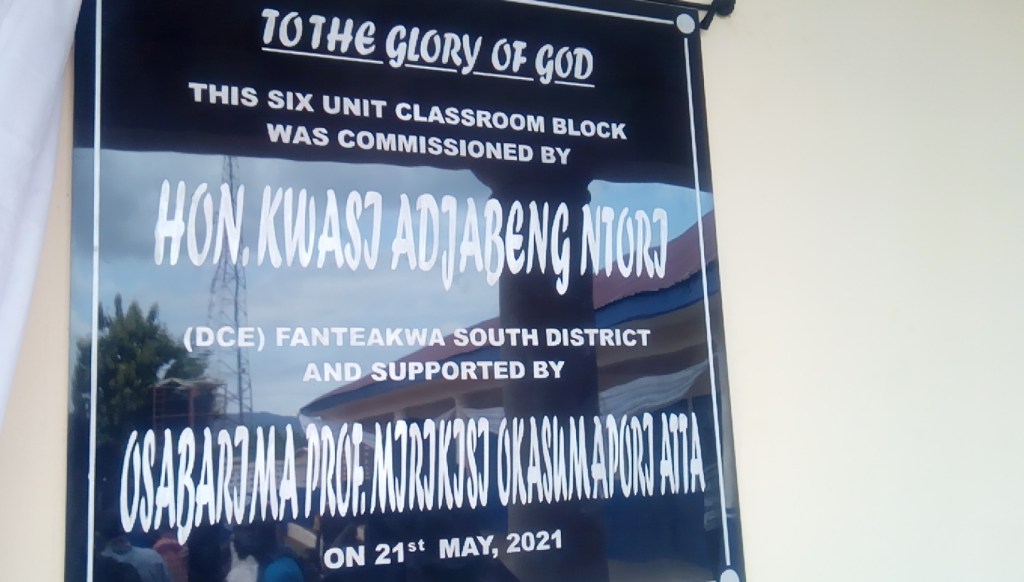 TO THE GLORY OF GOD
THIS SIX UNIT CLASSROOM BLOCK
WAS COMMISSIONED BY
HON. KWASI ADJABENG NTORI
(DCE) FANTEAKWA SOUTH DISTRICT
AND SUPPORTED BY
OSABARIMA PROF. MIRIKISI OKASUMAPORI ATTA
ON 21st MAY, 2021